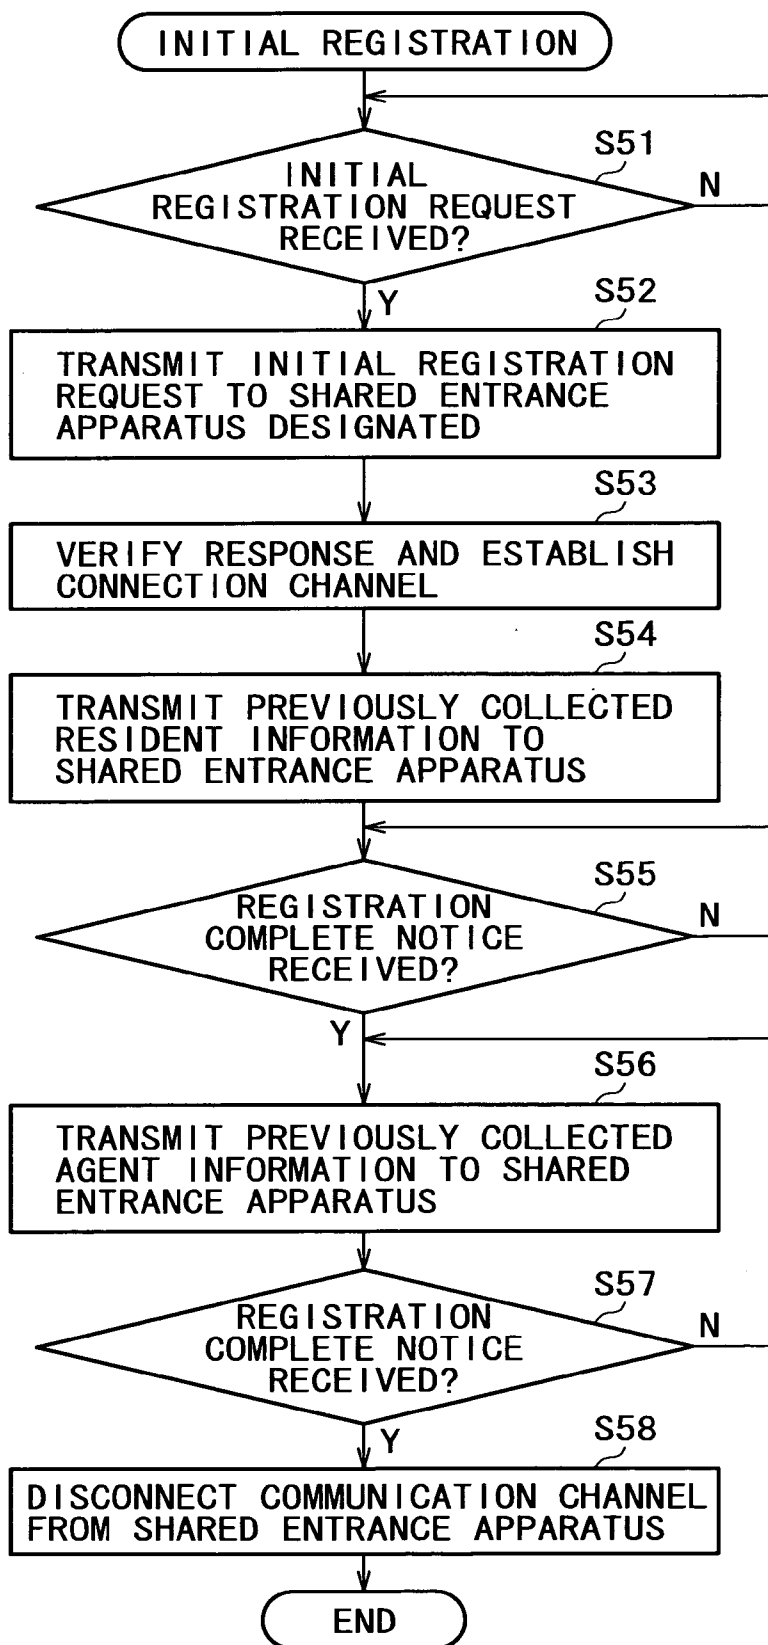 INITIAL REGISTRATION
S51
INITIAL
REGISTRATION REQUEST
RECEIVED?
N
Y
S52
TRANSMIT INITIAL REGISTRATION
REQUEST TO SHARED ENTRANCE
APPARATUS DESIGNATED
S53
VERIFY RESPONSE AND ESTABLISH
CONNECTION CHANNEL
S54
TRANSMIT PREVIOUSLY COLLECTED
RESIDENT INFORMATION TO
SHARED ENTRANCE APPARATUS
S55
REGISTRATION
COMPLETE NOTICE
RECEIVED?
N
Y
S56
TRANSMIT PREVIOUSLY COLLECTED
AGENT INFORMATION TO SHARED
ENTRANCE APPARATUS
S57
REGISTRATION
COMPLETE NOTICE
RECEIVED?
N
Y
S58
DISCONNECT COMMUNICATION CHANNEL
FROM SHARED ENTRANCE APPARATUS
END